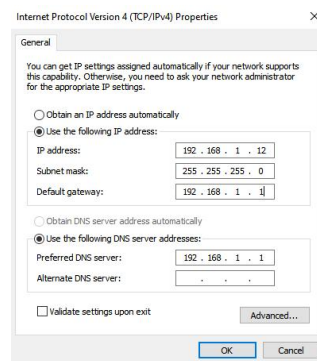 Internet Protocol Version 4 (TCP/IPv4) Properties
General
You can get IP settings assigned automatically if your network supports
this capability. Otherwise, you need to ask your network administrator
for the appropriate IP settings.
Obtain an IP address automatically
Use the following IP address:
IP address: 192 . 168 . 1 . 12
Subnet mask: 255 . 255 . 255 . 0
Default gateway: 192 . 168 . 1 . 1
Obtain DNS server address automatically
Use the following DNS server addresses:
Preferred DNS server: 192 . 168 . 1 . 1
Alternate DNS server: . . .
Validate settings upon exit
Advanced...
OK Cancel